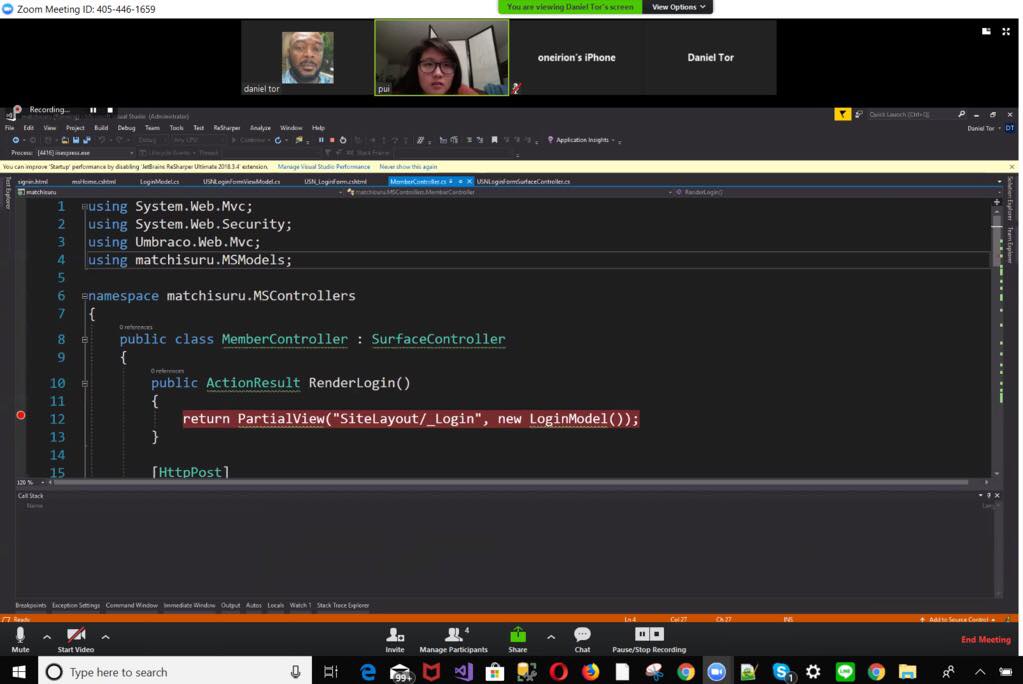 Zoom Meeting ID: 405-446-1659
You are viewing Daniel Tor's screen
View Options
daniel tor
pui
oneirion's iPhone
Daniel Tor
Recording...
(Administrator)
Quick Launch (Ctrl+Q)
File Edit View Project Build Debug Team Tools Test ReSharper Analyze Window Help
Daniel Tor
DT
Application Insights
Process: [4416] iisexpress.exe
You can improve 'Startup' performance by disabling 'JetBrains ReSharper Ultimate 2018.3.4' extension. Manage Visual Studio Performance Never show this again
signin.html msHome.cshtml LoginModel.cs USNLoginFormViewModel.cs USN_LoginForm.cshtml MemberController.cs USNLoginFormSurfaceController.cs
matchisuru matchisuru.MSControllers.MemberController RenderLogin()
Test Explorer
Solution Explorer
Team Explorer
1 using System.Web.Mvc;
2 using System.Web.Security;
3 using Umbraco.Web.Mvc;
4 using matchisuru.MSModels;
5
6 namespace matchisuru.MSControllers
7 {
0 references
8 public class MemberController : SurfaceController
9 {
0 references
10 public ActionResult RenderLogin()
11 {
12 return PartialView("SiteLayout/_Login", new LoginModel());
13 }
14
15 [HttpPost]
Call Stack
Name
Breakpoints Exception Settings Command Window Immediate Window Output Autos Locals Watch 1 Stack Trace Explorer
Ready Ln 4 Col 27 Ch 27 INS Add to Source Control
Mute
Start Video
Invite
4
Manage Participants
Share
Chat
Pause/Stop Recording
End Meeting
Type here to search
99+
1